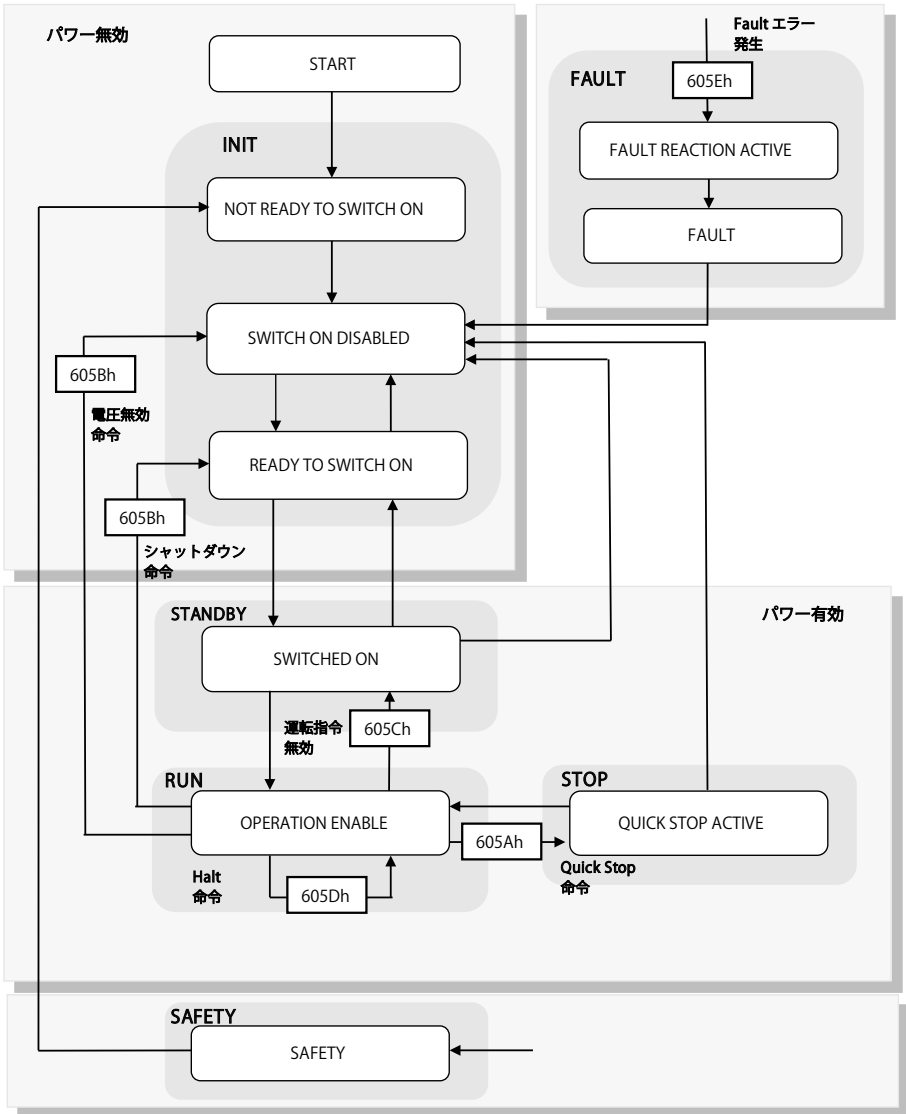 パワー無効
START
INIT
NOT READY TO SWITCH ON
SWITCH ON DISABLED
605Bh
電圧無効
命令
READY TO SWITCH ON
605Bh
シャットダウン
命令
Fault エラー
発生
FAULT
605Eh
FAULT REACTION ACTIVE
FAULT
パワー有効
STANDBY
SWITCHED ON
運転指令
無効
605Ch
RUN
OPERATION ENABLE
Halt
命令
605Dh
605Ah
Quick Stop
命令
STOP
QUICK STOP ACTIVE
SAFETY
SAFETY